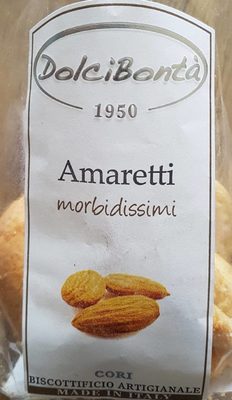 DolciBontà
1950
Amaretti
morbidissimi
CORI
BISCOTTIFICIO ARTIGIANALE
MADE IN ITALY